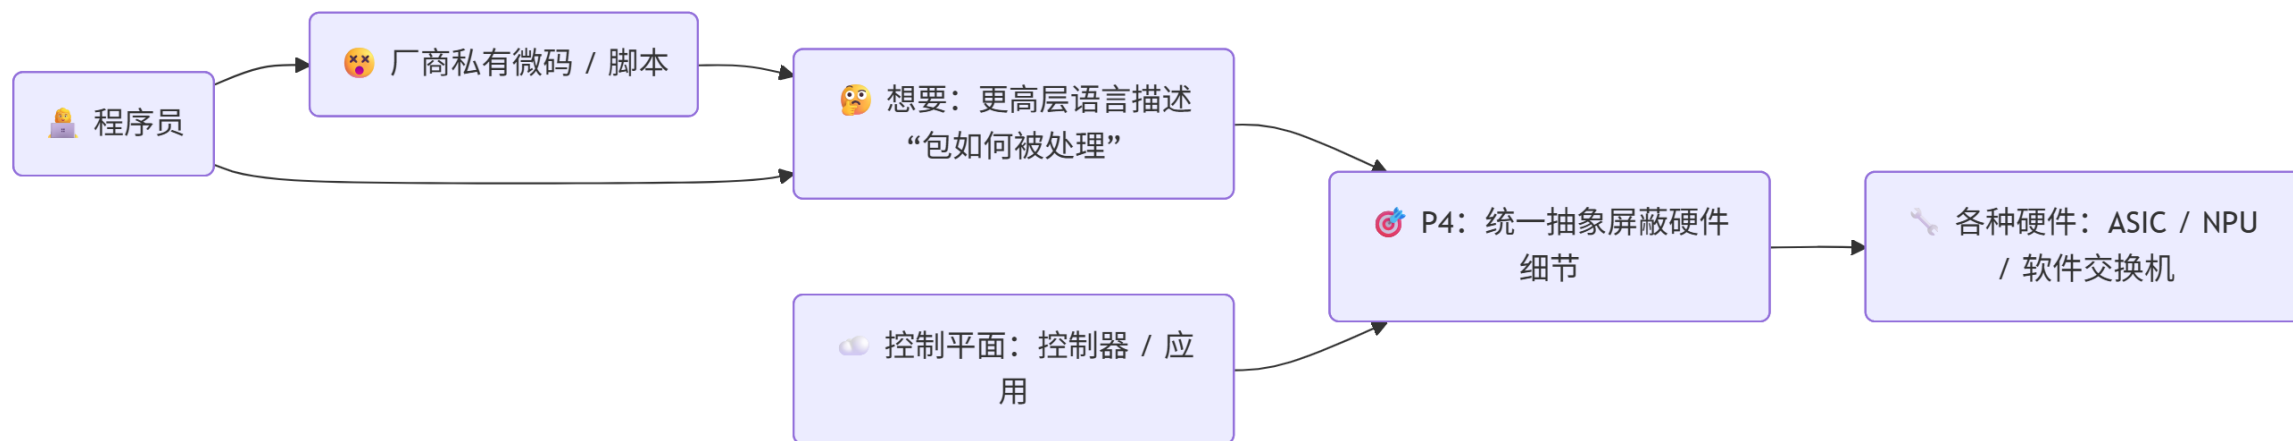 👩‍💻 程序员
😵 厂商私有微码 / 脚本
🤔 想要：更高层语言描述
“包如何被处理”
☁️ 控制平面：控制器 / 应
用
🎯 P4：统一抽象屏蔽硬件
细节
🔧 各种硬件：ASIC / NPU
/ 软件交换机